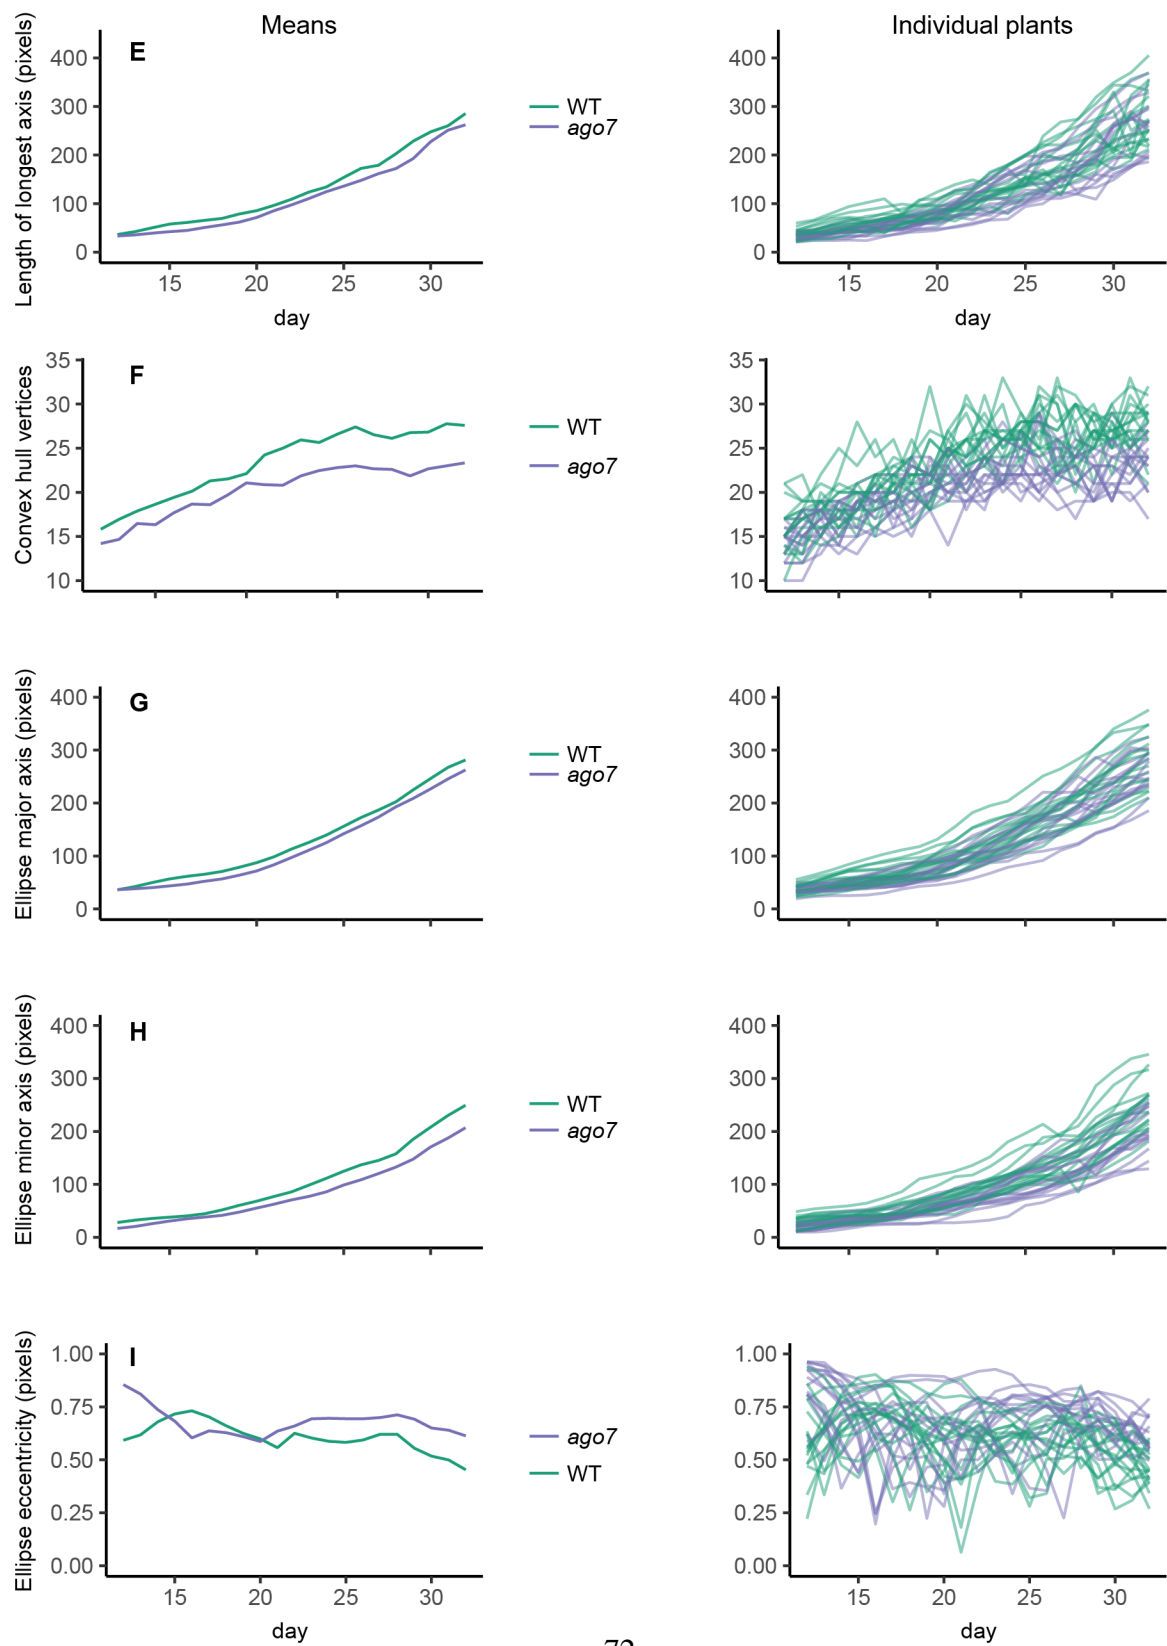 Means
Individual plants
E
Length of longest axis (pixels)
400
300
200
100
0
15 20 25 30
day
WT
ago7
400
300
200
100
0
15 20 25 30
day
F
Convex hull vertices
35
30
25
20
15
10
WT
ago7
35
30
25
20
15
10
G
Ellipse major axis (pixels)
400
300
200
100
0
WT
ago7
400
300
200
100
0
H
Ellipse minor axis (pixels)
400
300
200
100
0
WT
ago7
400
300
200
100
0
I
Ellipse eccentricity (pixels)
1.00
0.75
0.50
0.25
0.00
15 20 25 30
day
ago7
WT
1.00
0.75
0.50
0.25
0.00
15 20 25 30
day